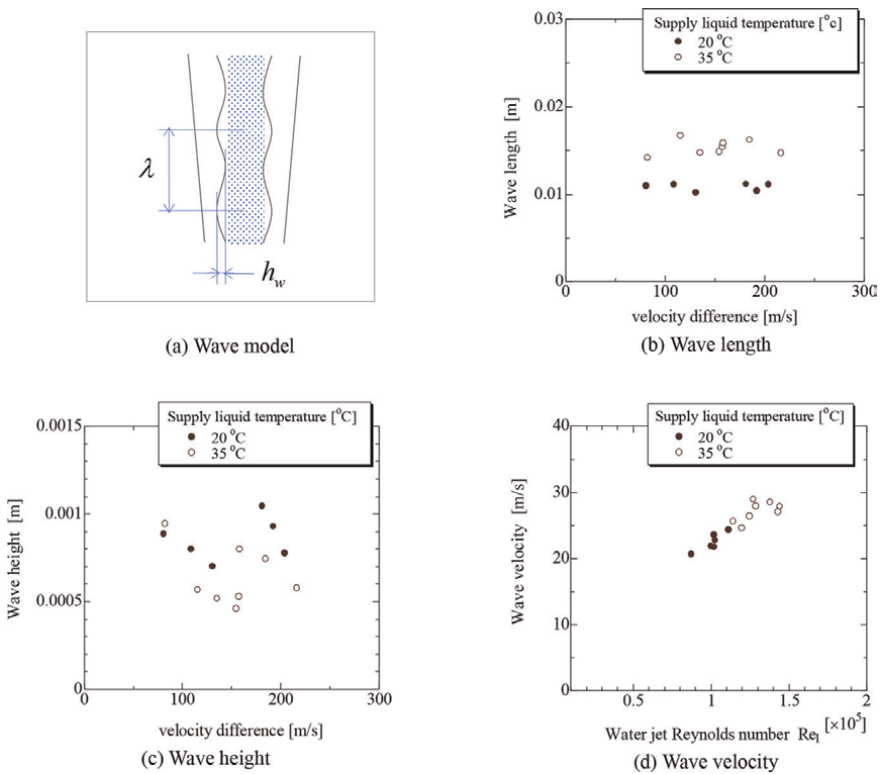 λ
h_w
(a) Wave model
Supply liquid temperature [°c]
20 °C
35 °C
0.03
0.02
0.01
0
Wave length [m]
0
100
200
300
velocity difference [m/s]
(b) Wave length
Supply liquid temperature [°C]
20 °C
35 °C
0.0015
0.001
0.0005
0
Wave height [m]
0
100
200
300
velocity difference [m/s]
(c) Wave height
Supply liquid temperature [°C]
20 °C
35 °C
40
30
20
10
0
Wave velocity [m/s]
0.5
1
1.5
2
Water jet Reynolds number Re_l [×10^5]
(d) Wave velocity